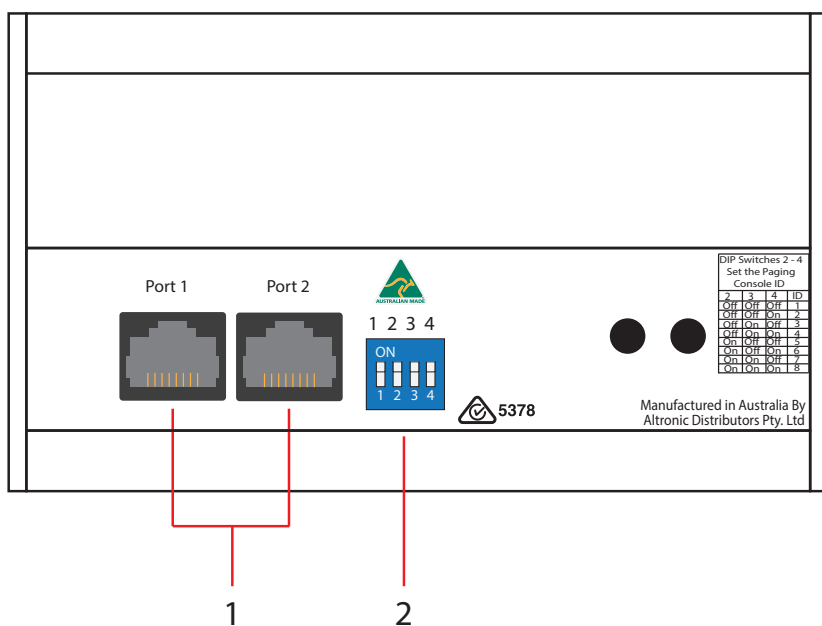 Port 1
Port 2
AUSTRALIAN MADE
1 2 3 4
ON
1 2 3 4
5378
DIP Switches 2 - 4
Set the Paging
Console ID
2 3 4 ID
Off Off Off 1
Off Off On 2
Off On Off 3
Off On On 4
On Off Off 5
On Off On 6
On On Off 7
On On On 8
Manufactured in Australia By
Altronic Distributors Pty. Ltd
1
2